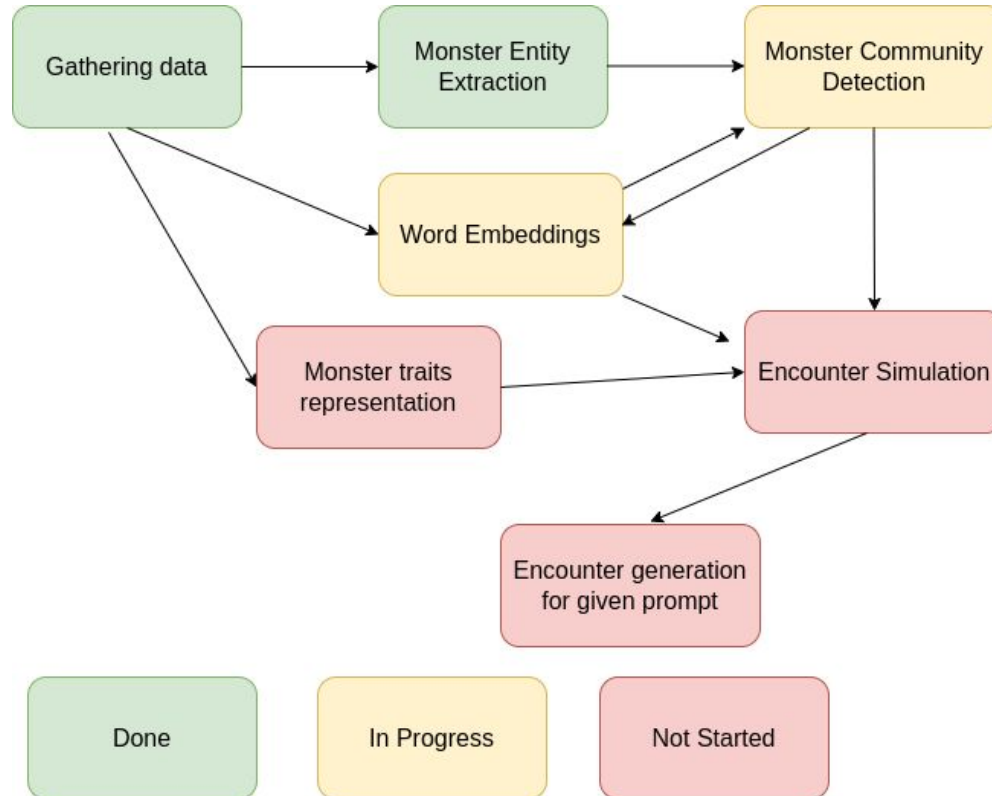 Gathering data
Monster Entity
Extraction
Monster Community
Detection
Word Embeddings
Monster traits
representation
Encounter Simulation
Encounter generation
for given prompt
Done
In Progress
Not Started